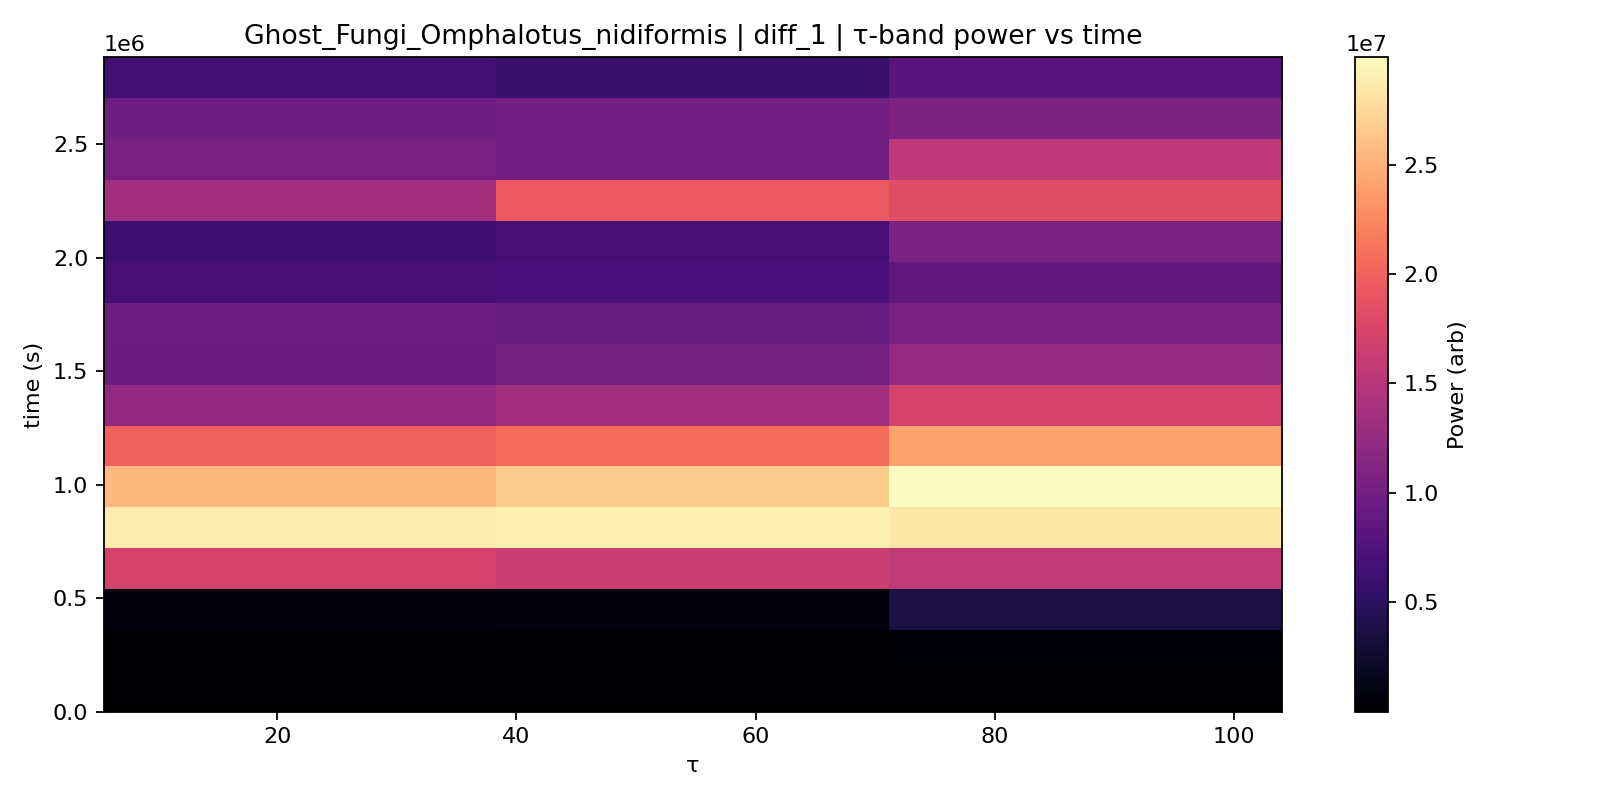 Ghost_Fungi_Omphalotus_nidiformis | diff_1 | τ-band power vs time
1e6
1e7
2.5
2.0
1.5
1.0
0.5
0.0
time (s)
20 40 60 80 100
τ
2.5
2.0
1.5
1.0
0.5
Power (arb)